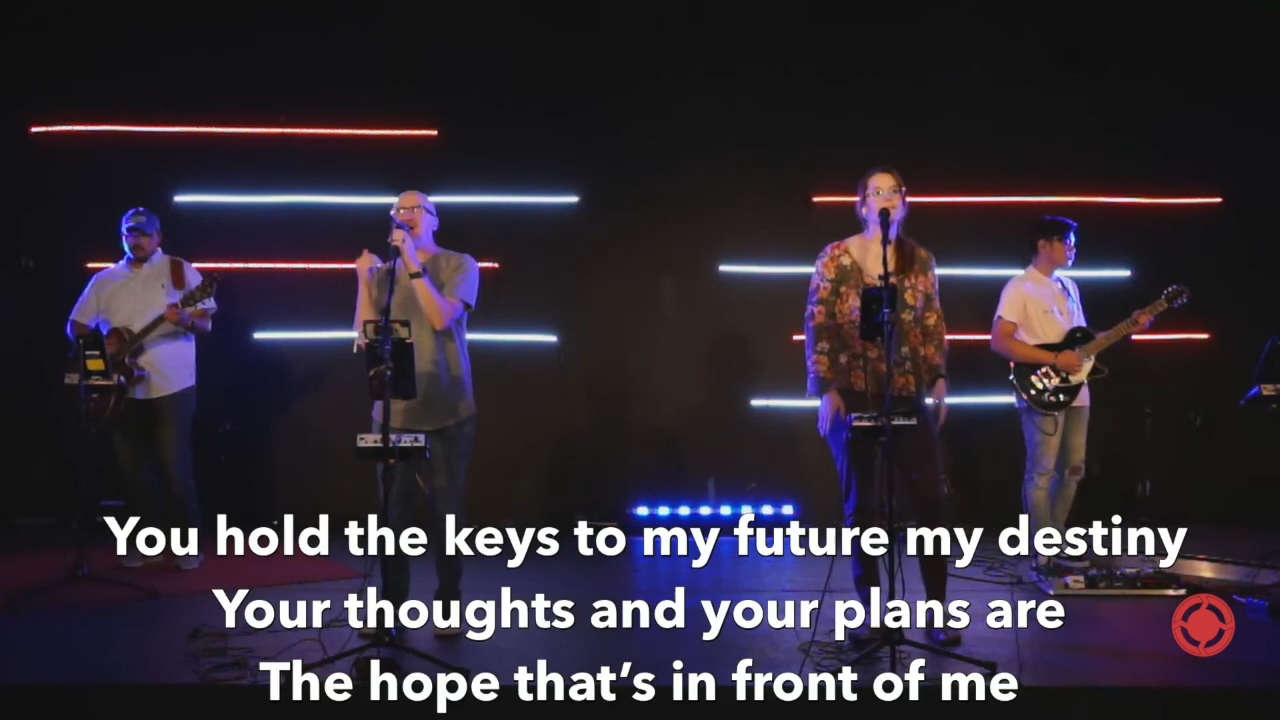 You hold the keys to my future my destiny
Your thoughts and your plans are
The hope that's in front of me